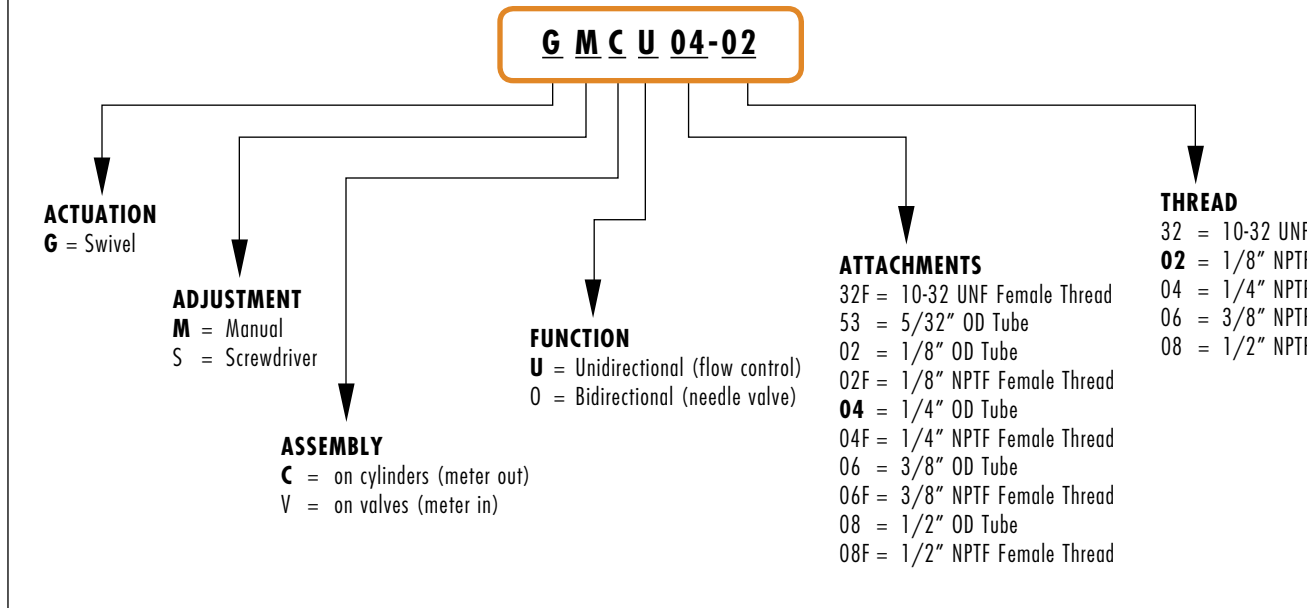 G M C U 04-02
ACTUATION
G = Swivel
ADJUSTMENT
M = Manual
S = Screwdriver
ASSEMBLY
C = on cylinders (meter out)
V = on valves (meter in)
FUNCTION
U = Unidirectional (flow control)
O = Bidirectional (needle valve)
ATTACHMENTS
32F = 10-32 UNF Female Thread
53 = 5/32" OD Tube
02 = 1/8" OD Tube
02F = 1/8" NPTF Female Thread
04 = 1/4" OD Tube
04F = 1/4" NPTF Female Thread
06 = 3/8" OD Tube
06F = 3/8" NPTF Female Thread
08 = 1/2" OD Tube
08F = 1/2" NPTF Female Thread
THREAD
32 = 10-32 UNF
02 = 1/8" NPTF
04 = 1/4" NPTF
06 = 3/8" NPTF
08 = 1/2" NPTF